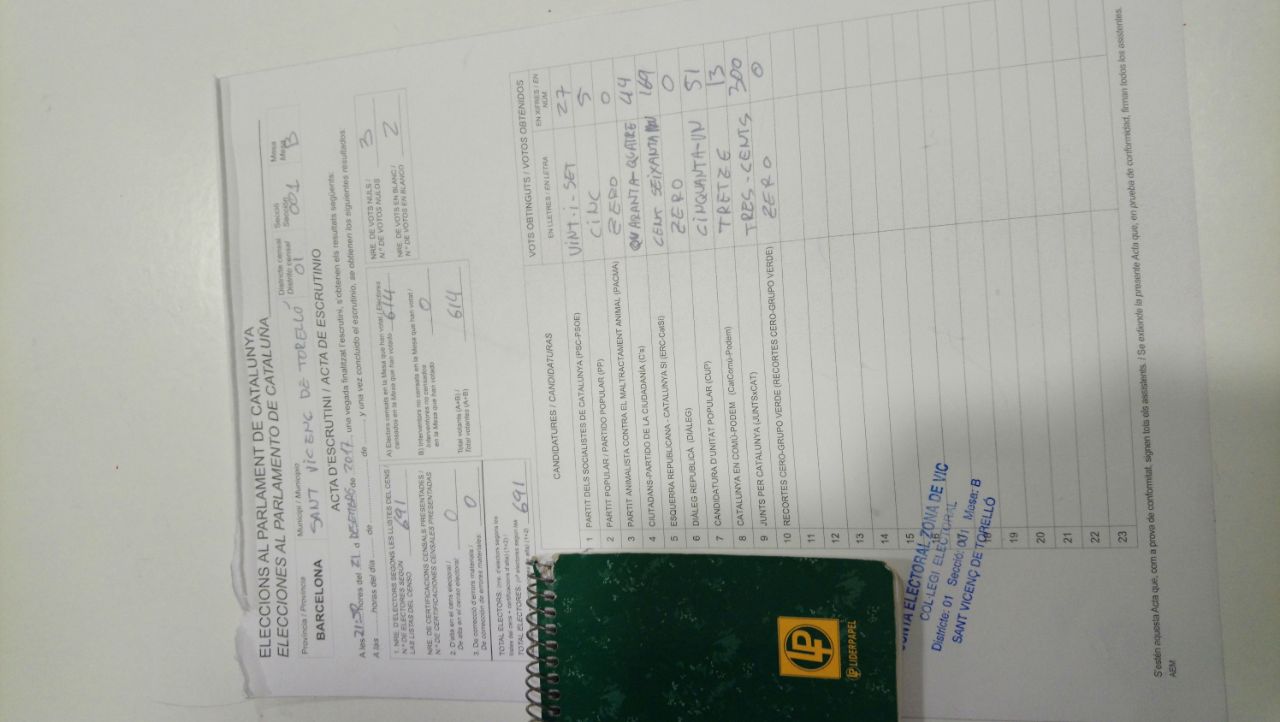 ELECCIONS AL PARLAMENT DE CATALUNYA
ELECCIONES AL PARLAMENTO DE CATALUÑA
Província / Provincia
BARCELONA
Municipi / Municipio
SANT VICENÇ DE TORELLÓ
Districte censal
Distrito censal
01
Secció
Sección
001
Mesa
Mesa
B
ACTA D'ESCRUTINI / ACTA DE ESCRUTINIO
A les 21:30 hores del 21 d DESEMBRE de 2017, una vegada finalitzat l'escrutini, s'obtenen els resultats següents:
A las horas del día de de , y una vez concluido el escrutinio, se obtienen los siguientes resultados:
1. NRE. D'ELECTORS SEGONS LES LLISTES DEL CENS /
N.º DE ELECTORES SEGÚN
LAS LISTAS DEL CENSO 691
NRE. DE CERTIFICACIONS CENSALS PRESENTADES /
N.º DE CERTIFICACIONES CENSALES PRESENTADAS
2. D'alta en el cens electoral /
De alta en el censo electoral 0
3. De correcció d'errors materials /
De corrección de errores materiales 0
TOTAL ELECTORS
TOTAL ELECTORES 691
A) Electors censats en la Mesa que han votat / Electores
censados en la Mesa que han votado 614
B) Interventors no censats en la Mesa que han votat /
Interventores no censados
en la Mesa que han votado 0
Total votants (A+B) /
Total votantes (A+B) 614
NRE. DE VOTS NULS /
N.º DE VOTOS NULOS 3
NRE. DE VOTS EN BLANC /
N.º DE VOTOS EN BLANCO 2
CANDIDATURES / CANDIDATURAS
VOTS OBTINGUTS / VOTOS OBTENIDOS
EN LLETRES / EN LETRA
EN XIFRES / EN
NÚM.
1 PARTIT DELS SOCIALISTES DE CATALUNYA (PSC-PSOE) VINT-I-SET 27
2 PARTIT POPULAR / PARTIDO POPULAR (PP) CINC 5
3 PARTIT ANIMALISTA CONTRA EL MALTRACTAMENT ANIMAL (PACMA) ZERO 0
4 CIUTADANS-PARTIDO DE LA CIUDADANÍA (C's) QUARANTA-QUATRE 44
5 ESQUERRA REPUBLICANA - CATALUNYA SÍ (ERC-CatSí) CENT SEIXANTA NOU 169
6 DIÀLEG REPUBLICÀ (DIÀLEG) ZERO 0
7 CANDIDATURA D'UNITAT POPULAR (CUP) CINQUANTA-UN 51
8 CATALUNYA EN COMÚ-PODEM (CatComú-Podem) TRETZE 13
9 JUNTS PER CATALUNYA (JUNTSxCAT) TRES-CENTS 300
10 RECORTES CERO-GRUPO VERDE (RECORTES CERO-GRUPO VERDE) ZERO 0
11
12
13
14
15
16
18
19
20
21
22
23
JUNTA ELECTORAL ZONA DE VIC
COL·LEGI ELECTORAL
Districte: 01 Secció: 001 Mesa: B
SANT VICENÇ DE TORELLÓ
S'estén aquesta Acta que, com a prova de conformitat, signen tots els assistents. / Se extiende la presente Acta que, en prueba de conformidad, firman todos los asistentes.
AEM
LP
LIDERPAPEL